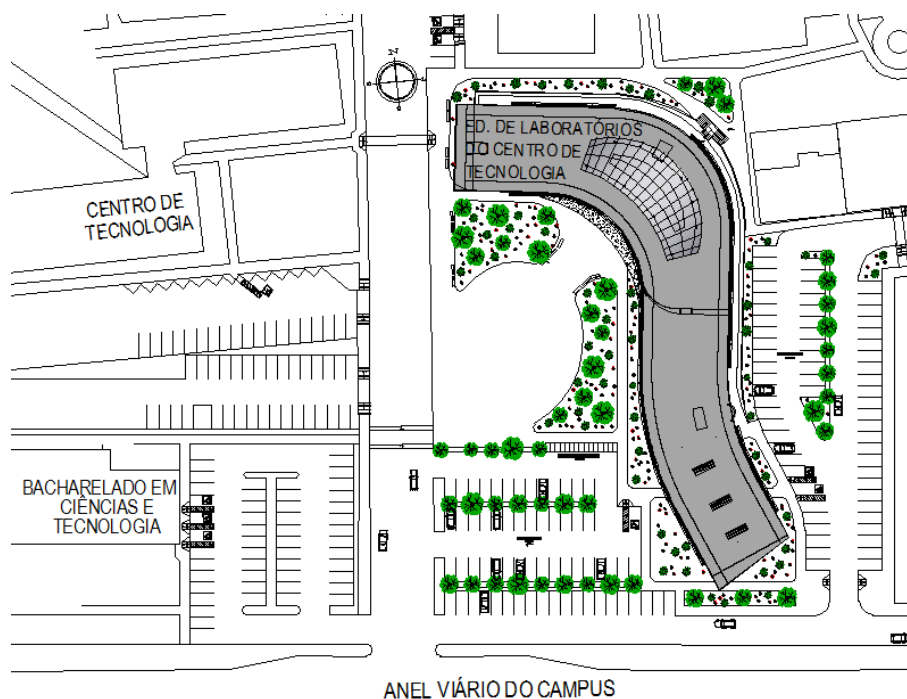 ED. DE LABORATÓRIOS
DO CENTRO DE
TECNOLOGIA
CENTRO DE
TECNOLOGIA
BACHARELADO EM
CIÊNCIAS E
TECNOLOGIA
ANEL VIÁRIO DO CAMPUS